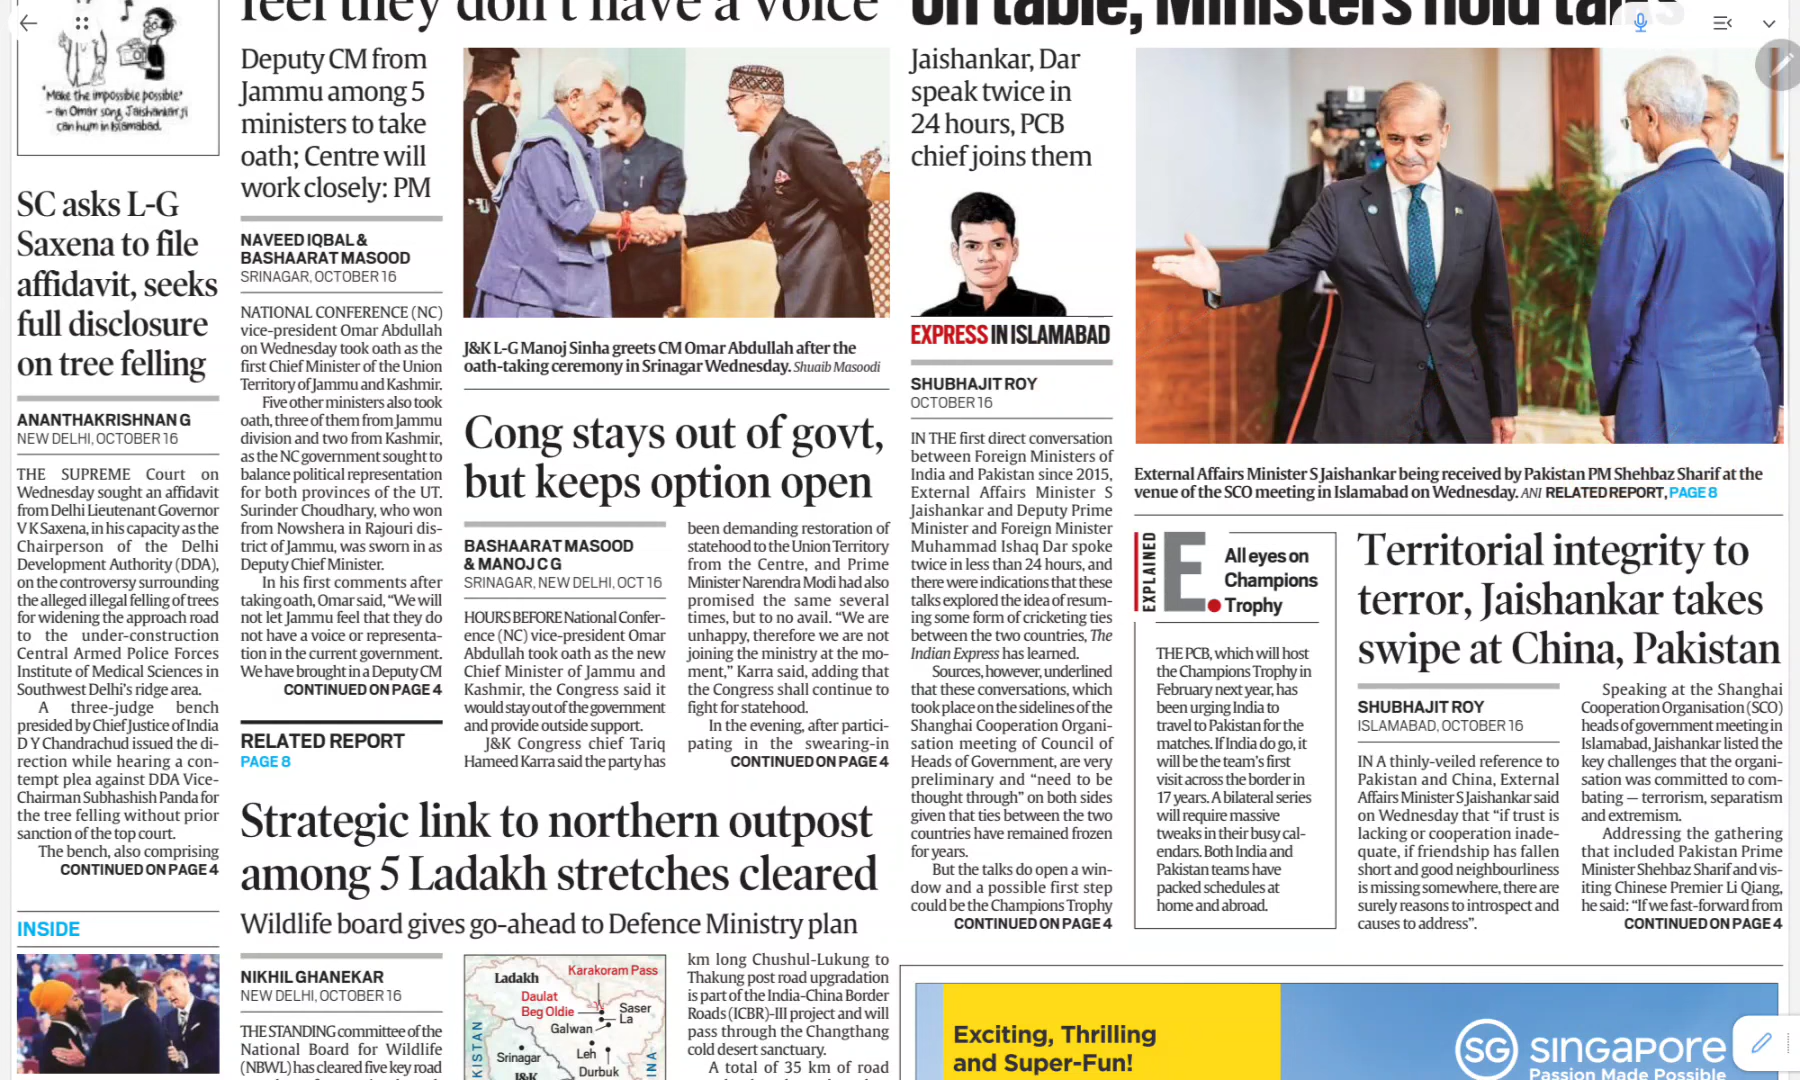 feel they don't have a voice
on table, Ministers hold talks
"Make the impossible possible"
- an Omar song Jaishankar ji
can hum in Islamabad.
SC asks L-G
Saxena to file
affidavit, seeks
full disclosure
on tree felling
ANANTHAKRISHNAN G
NEW DELHI, OCTOBER 16
THE SUPREME Court on
Wednesday sought an affidavit
from Delhi Lieutenant Governor
V K Saxena, in his capacity as the
Chairperson of the Delhi
Development Authority (DDA),
on the controversy surrounding
the alleged illegal felling of trees
for widening the approach road
to the under-construction
Central Armed Police Forces
Institute of Medical Sciences in
Southwest Delhi's ridge area.
A three-judge bench
presided by Chief Justice of India
D Y Chandrachud issued the di-
rection while hearing a con-
tempt plea against DDA Vice-
Chairman Subhashish Panda for
the tree felling without prior
sanction of the top court.
The bench, also comprising
CONTINUED ON PAGE 4
INSIDE
Deputy CM from
Jammu among 5
ministers to take
oath; Centre will
work closely: PM
NAVEED IQBAL &
BASHAARAT MASOOD
SRINAGAR, OCTOBER 16
NATIONAL CONFERENCE (NC)
vice-president Omar Abdullah
on Wednesday took oath as the
first Chief Minister of the Union
Territory of Jammu and Kashmir.
Five other ministers also took
oath, three of them from Jammu
division and two from Kashmir,
as the NC government sought to
balance political representation
for both provinces of the UT.
Surinder Choudhary, who won
from Nowshera in Rajouri dis-
trict of Jammu, was sworn in as
Deputy Chief Minister.
In his first comments after
taking oath, Omar said, "We will
not let Jammu feel that they do
not have a voice or representa-
tion in the current government.
We have brought in a Deputy CM
CONTINUED ON PAGE 4
RELATED REPORT
PAGE 8
J&K L-G Manoj Sinha greets CM Omar Abdullah after the
oath-taking ceremony in Srinagar Wednesday. Shuaib Masoodi
Cong stays out of govt,
but keeps option open
BASHAARAT MASOOD
& MANOJ C G
SRINAGAR, NEW DELHI, OCT 16
HOURS BEFORE National Confer-
ence (NC) vice-president Omar
Abdullah took oath as the new
Chief Minister of Jammu and
Kashmir, the Congress said it
would stay out of the government
and provide outside support.
J&K Congress chief Tariq
Hameed Karra said the party has
been demanding restoration of
statehood to the Union Territory
from the Centre, and Prime
Minister Narendra Modi had also
promised the same several
times, but to no avail. "We are
unhappy, therefore we are not
joining the ministry at the mo-
ment," Karra said, adding that
the Congress shall continue to
fight for statehood.
In the evening, after partici-
pating in the swearing-in
CONTINUED ON PAGE 4
Strategic link to northern outpost
among 5 Ladakh stretches cleared
Wildlife board gives go-ahead to Defence Ministry plan
NIKHIL GHANEKAR
NEW DELHI, OCTOBER 16
THE STANDING committee of the
National Board for Wildlife
(NBWL) has cleared five key road
Ladakh
Karakoram Pass
Daulat
Beg Oldie
Saser
La
Galwan
Srinagar
Leh
Durbuk
J&K
KISTAN
INA
km long Chushul-Lukung to
Thakung post road upgradation
is part of the India-China Border
Roads (ICBR)-III project and will
pass through the Changthang
cold desert sanctuary.
A total of 35 km of road
Jaishankar, Dar
speak twice in
24 hours, PCB
chief joins them
EXPRESS IN ISLAMABAD
SHUBHAJIT ROY
OCTOBER 16
IN THE first direct conversation
between Foreign Ministers of
India and Pakistan since 2015,
External Affairs Minister S
Jaishankar and Deputy Prime
Minister and Foreign Minister
Muhammad Ishaq Dar spoke
twice in less than 24 hours, and
there were indications that these
talks explored the idea of resum-
ing some form of cricketing ties
between the two countries, The
Indian Express has learned.
Sources, however, underlined
that these conversations, which
took place on the sidelines of the
Shanghai Cooperation Organi-
sation meeting of Council of
Heads of Government, are very
preliminary and "need to be
thought through" on both sides
given that ties between the two
countries have remained frozen
for years.
But the talks do open a win-
dow and a possible first step
could be the Champions Trophy
CONTINUED ON PAGE 4
External Affairs Minister S Jaishankar being received by Pakistan PM Shehbaz Sharif at the
venue of the SCO meeting in Islamabad on Wednesday. ANI RELATED REPORT, PAGE 8
EXPLAINED
E.
All eyes on
Champions
Trophy
THE PCB, which will host
the Champions Trophy in
February next year, has
been urging India to
travel to Pakistan for the
matches. If India do go, it
will be the team's first
visit across the border in
17 years. A bilateral series
will require massive
tweaks in their busy cal-
endars. Both India and
Pakistan teams have
packed schedules at
home and abroad.
Territorial integrity to
terror, Jaishankar takes
swipe at China, Pakistan
SHUBHAJIT ROY
ISLAMABAD, OCTOBER 16
IN A thinly-veiled reference to
Pakistan and China, External
Affairs Minister S Jaishankar said
on Wednesday that "if trust is
lacking or cooperation inade-
quate, if friendship has fallen
short and good neighbourliness
is missing somewhere, there are
surely reasons to introspect and
causes to address".
Speaking at the Shanghai
Cooperation Organisation (SCO)
heads of government meeting in
Islamabad, Jaishankar listed the
key challenges that the organi-
sation was committed to com-
bating — terrorism, separatism
and extremism.
Addressing the gathering
that included Pakistan Prime
Minister Shehbaz Sharif and vis-
iting Chinese Premier Li Qiang,
he said: "If we fast-forward from
CONTINUED ON PAGE 4
Exciting, Thrilling
and Super-Fun!
SG SINGAPORE
Passion Made Possible